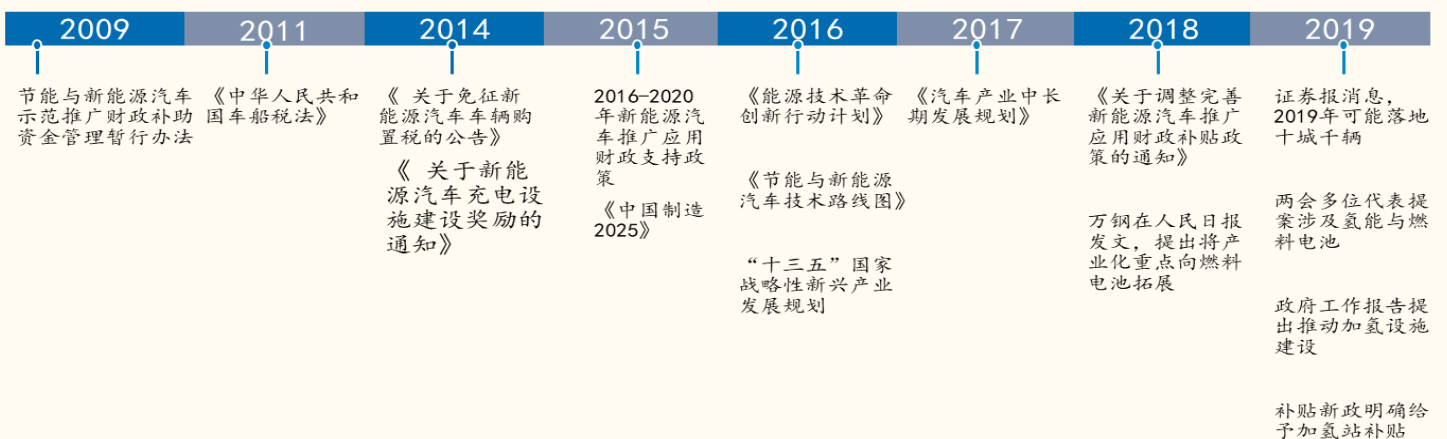 2009
2011
2014
2015
2016
2017
2018
2019
节能与新能源汽车
示范推广财政补助
资金管理暂行办法
《中华人民共和
国车船税法》
《 关于免征新
能源汽车车辆购
置税的公告》
《 关于新能
源汽车充电设
施建设奖励的
通知》
2016-2020
年新能源汽
车推广应用
财政支持政
策
《中国制造
2025》
《能源技术革命
创新行动计划》
《节能与新能源
汽车技术路线图》
“十三五”国家
战略性新兴产业
发展规划
《汽车产业中长
期发展规划》
《关于调整完善
新能源汽车推广
应用财政补贴政
策的通知》
万钢在人民日报
发文，提出将产
业化重点向燃料
电池拓展
证券报消息，
2019年可能落地
十城千辆
两会多位代表提
案涉及氢能与燃
料电池
政府工作报告提
出推动加氢设施
建设
补贴新政明确给
予加氢站补贴